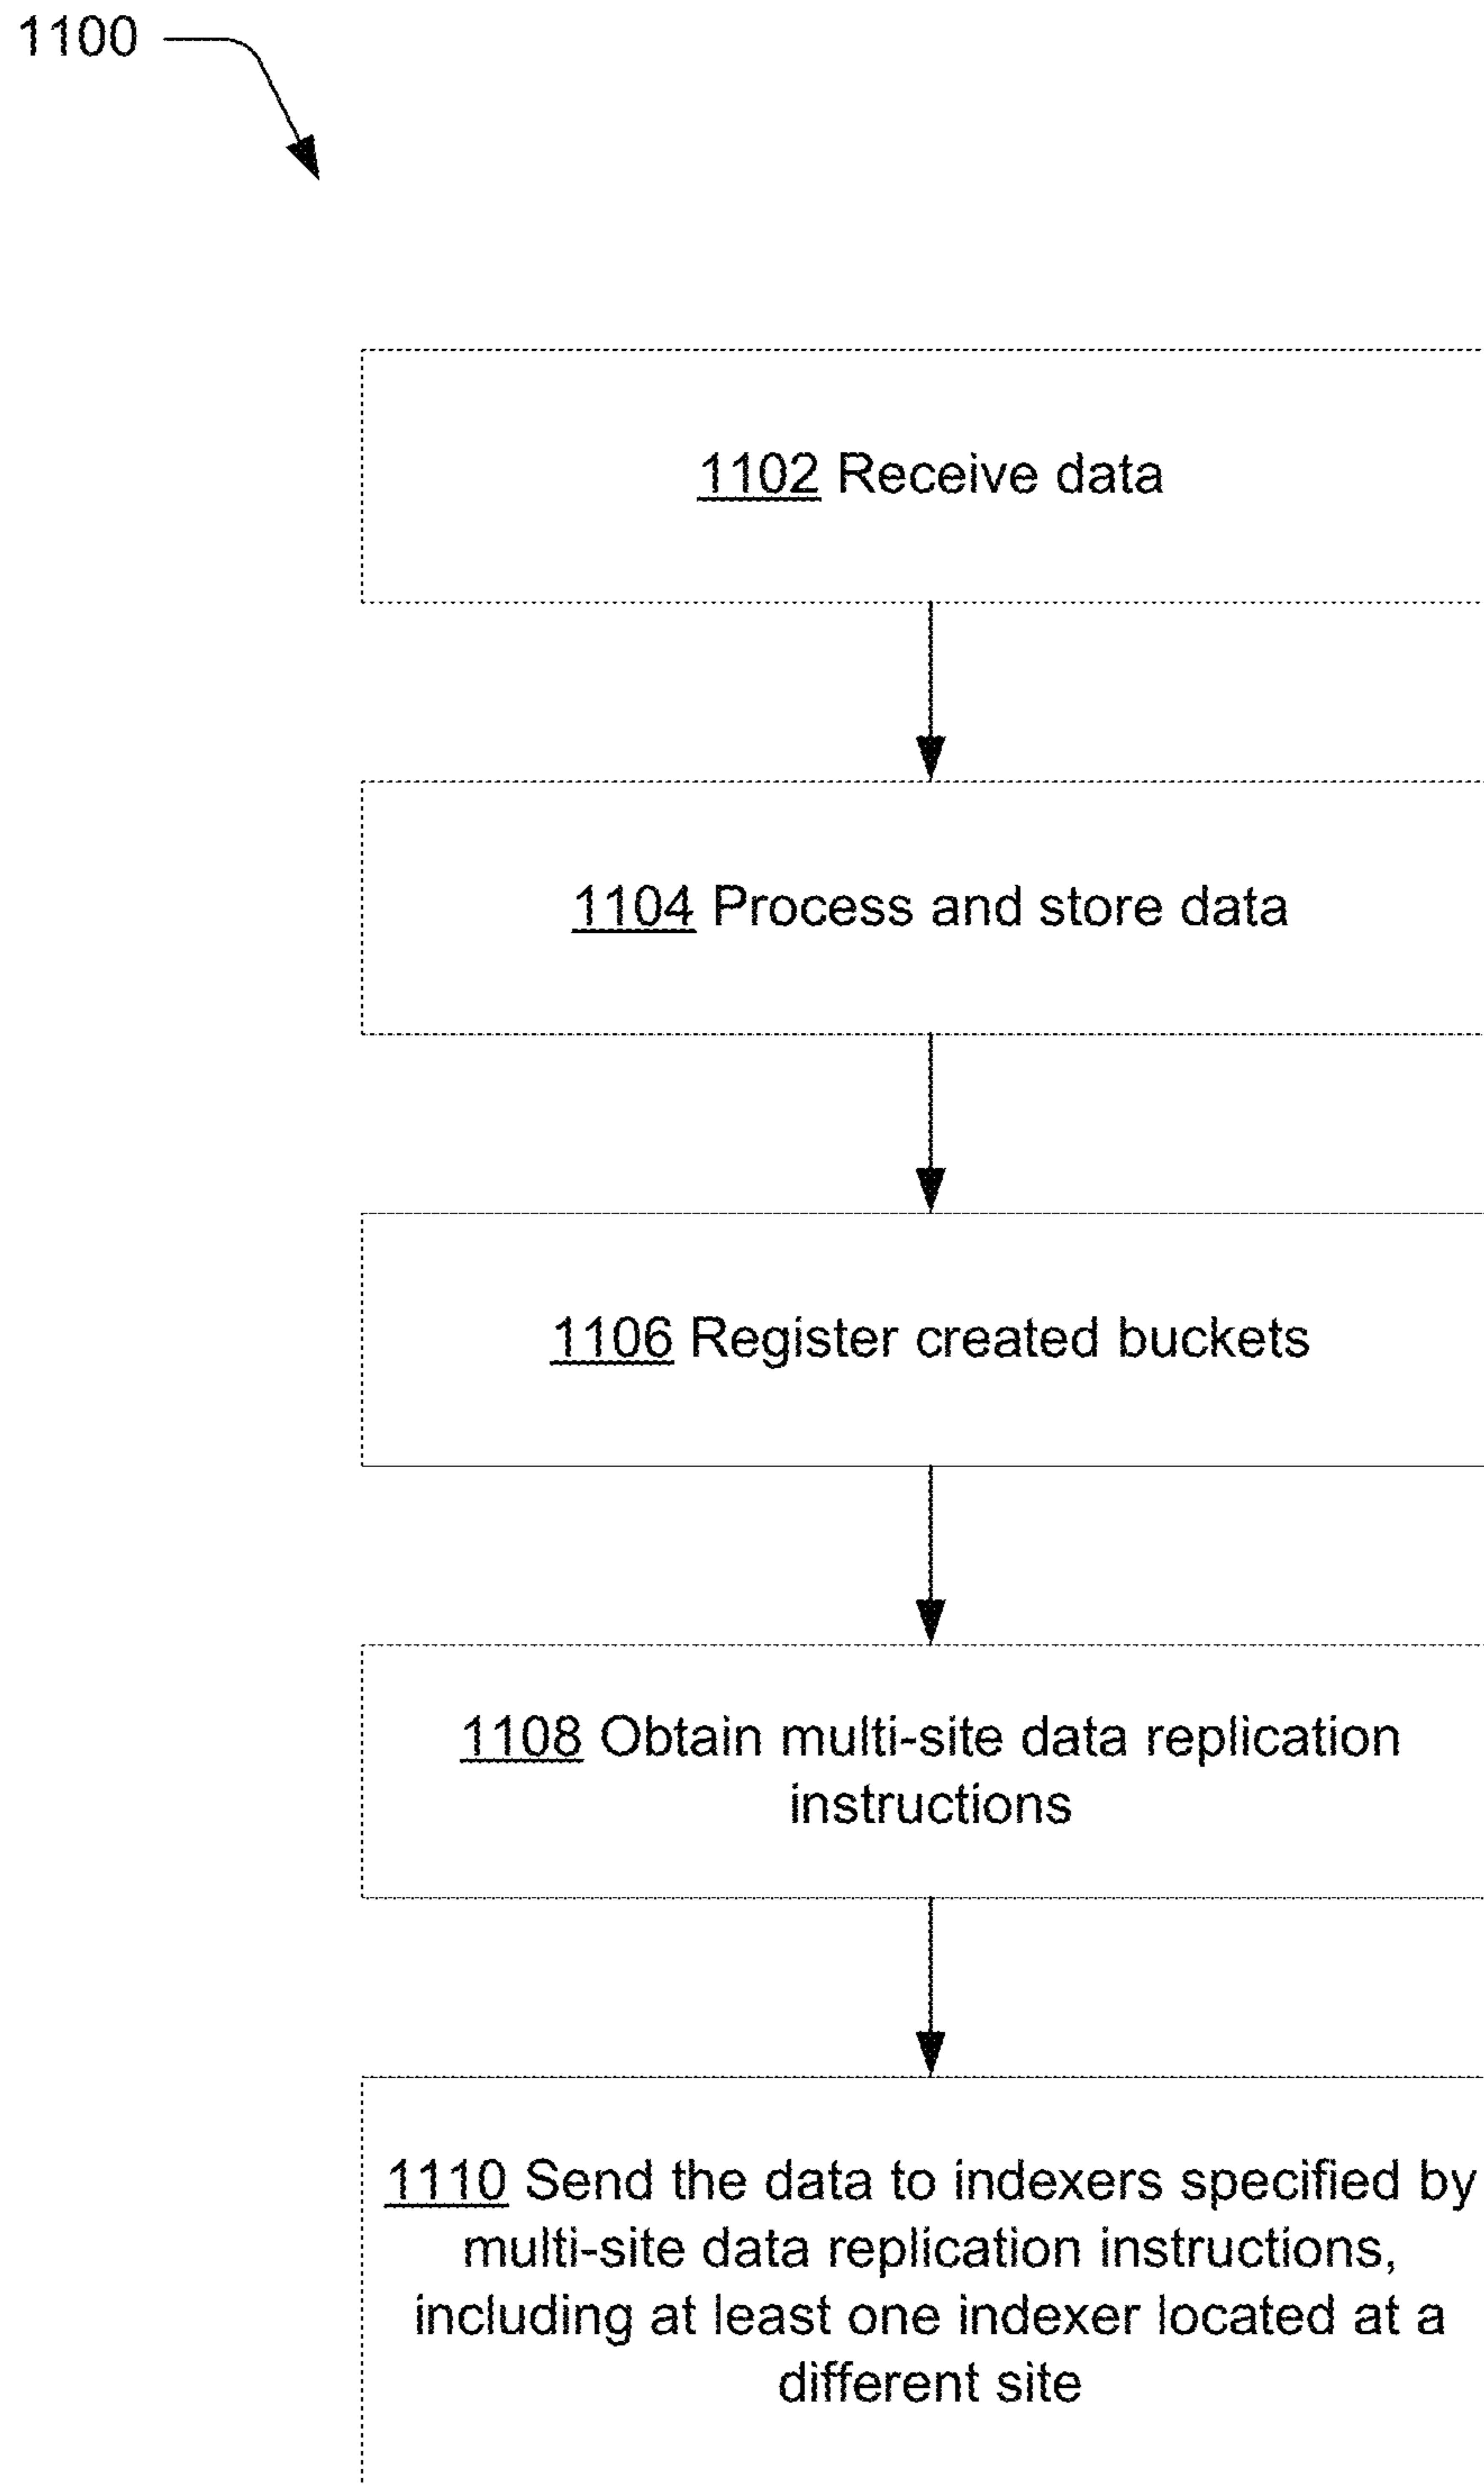 1100
1102 Receive data
1104 Process and store data
1106 Register created buckets
1108 Obtain multi-site data replication
instructions
1110 Send the data to indexers specified by
multi-site data replication instructions,
including at least one indexer located at a
different site